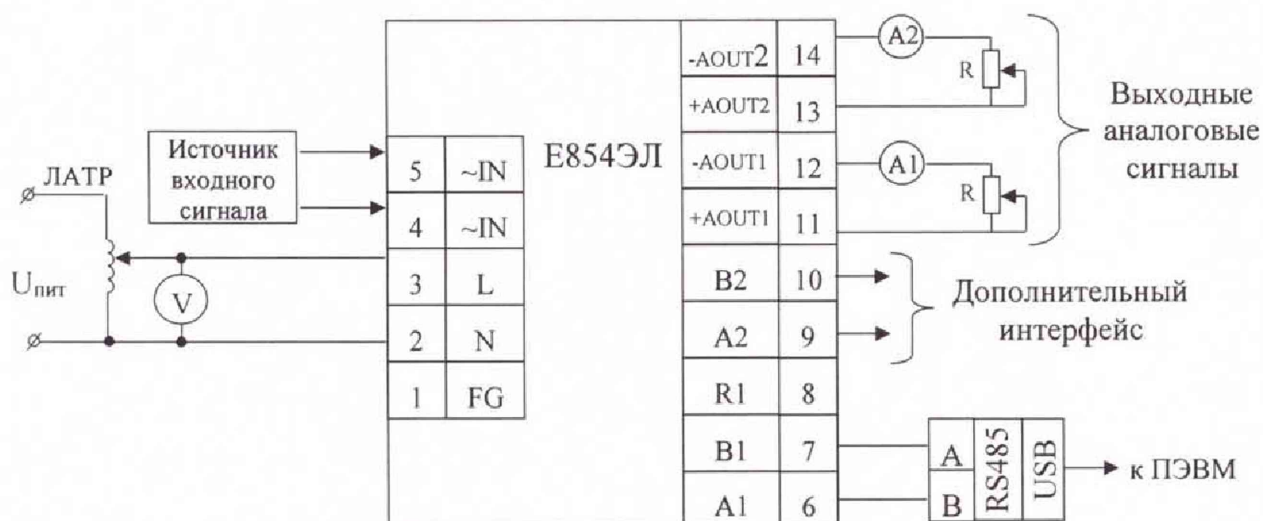 ЛАТР
Uпит
V
Источник
входного
сигнала
5 ~IN
4 ~IN
3 L
2 N
1 FG
Е854ЭЛ
-AOUT2 14
+AOUT2 13
-AOUT1 12
+AOUT1 11
B2 10
A2 9
R1 8
B1 7
A1 6
A2
R
A1
R
Выходные
аналоговые
сигналы
Дополнительный
интерфейс
A
B
RS485
USB
к ПЭВМ